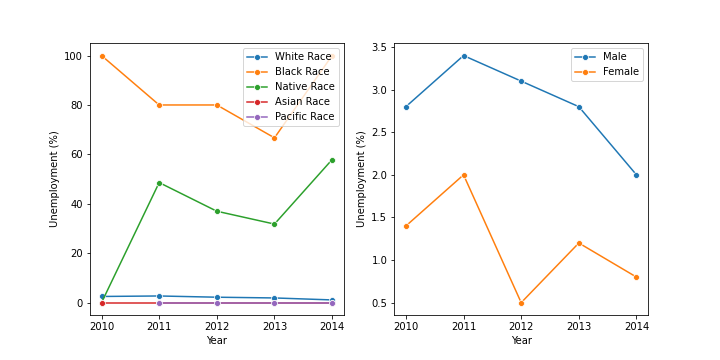 100
80
60
40
20
0
Unemployment (%)
2010 2011 2012 2013 2014
Year
White Race
Black Race
Native Race
Asian Race
Pacific Race
3.5
3.0
2.5
2.0
1.5
1.0
0.5
Unemployment (%)
2010 2011 2012 2013 2014
Year
Male
Female